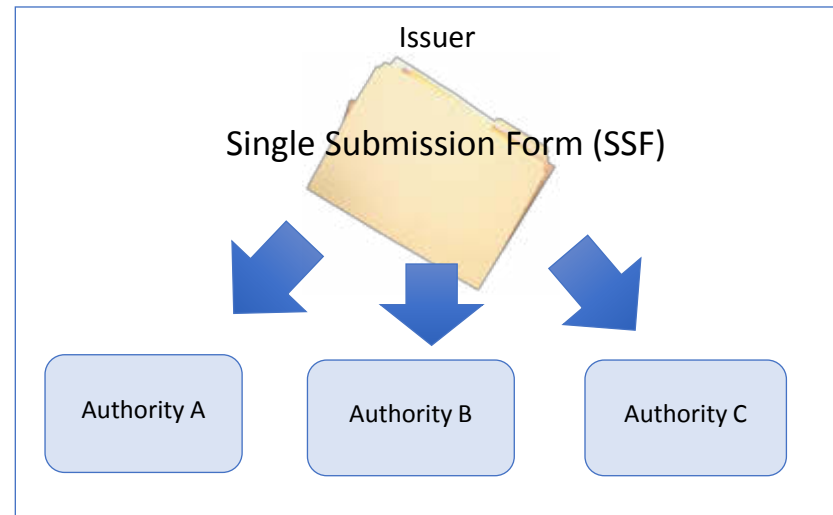 Issuer
Single Submission Form (SSF)
Authority A
Authority B
Authority C